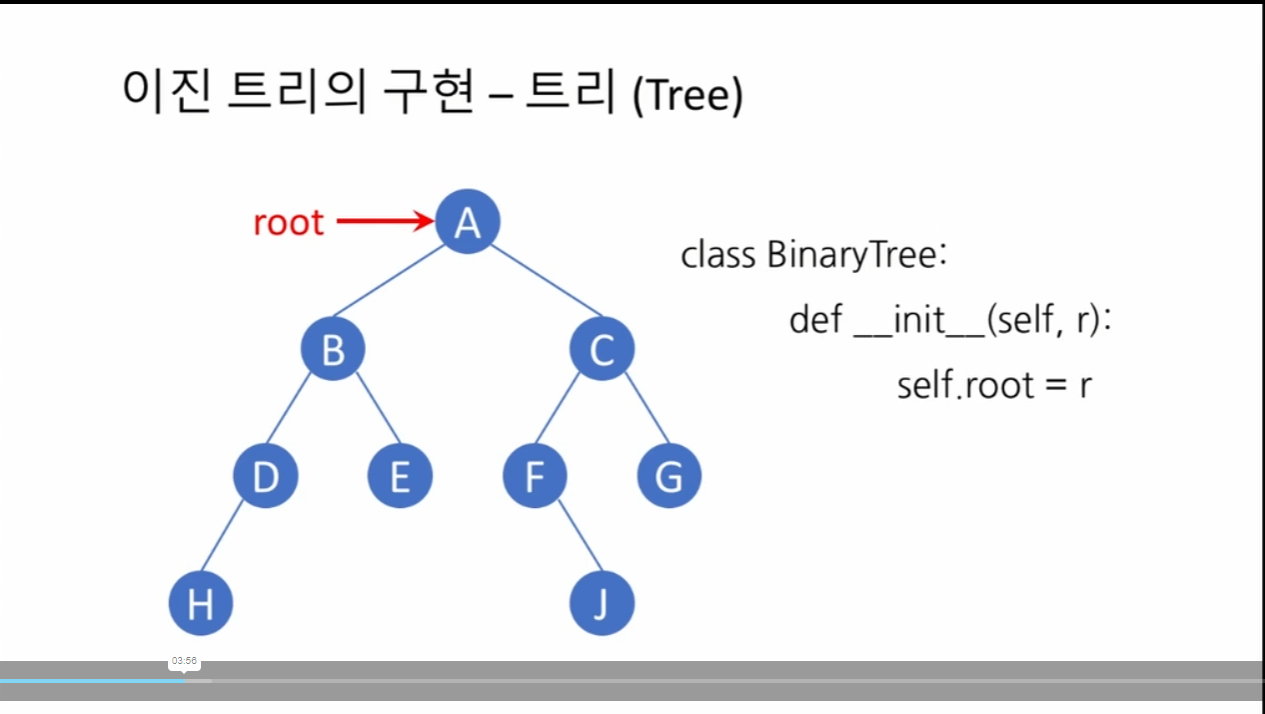 이진 트리의 구현 – 트리 (Tree)
root
A
class BinaryTree:
def __init__(self, r):
self.root = r
B
C
D
E
F
G
H
J
03:56